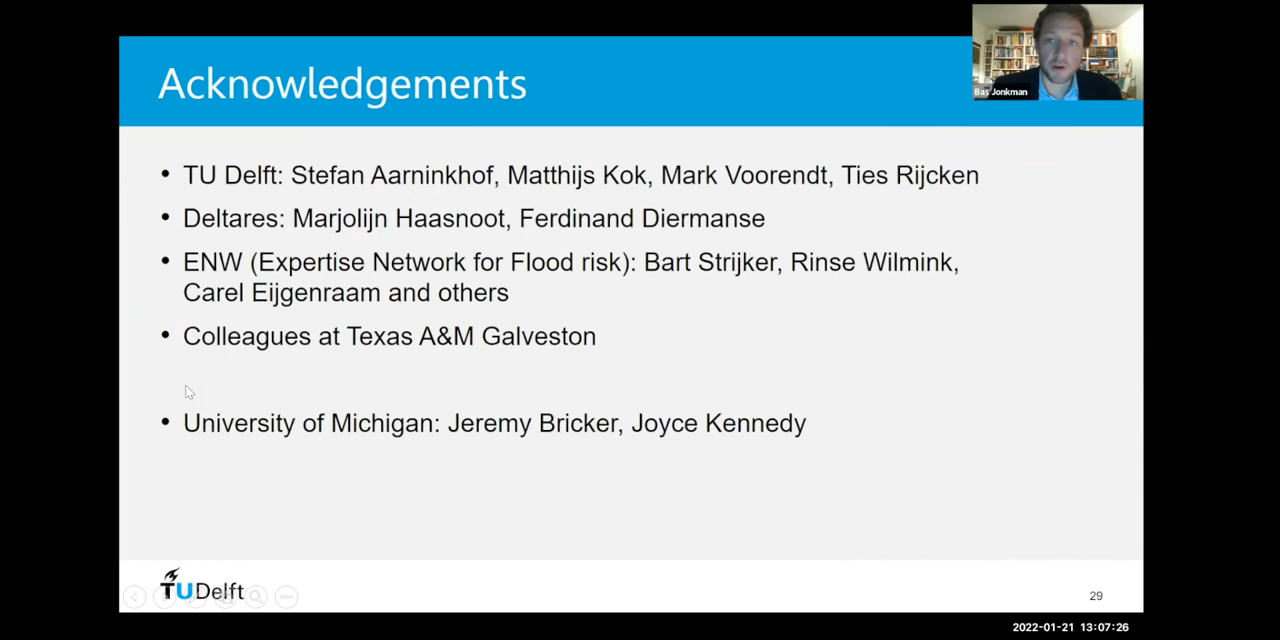 Acknowledgements
Bas Jonkman
• TU Delft: Stefan Aarninkhof, Matthijs Kok, Mark Voorendt, Ties Rijcken
• Deltares: Marjolijn Haasnoot, Ferdinand Diermanse
• ENW (Expertise Network for Flood risk): Bart Strijker, Rinse Wilmink,
Carel Eijgenraam and others
• Colleagues at Texas A&M Galveston
• University of Michigan: Jeremy Bricker, Joyce Kennedy
TUDelft
29
2022-01-21 13:07:26